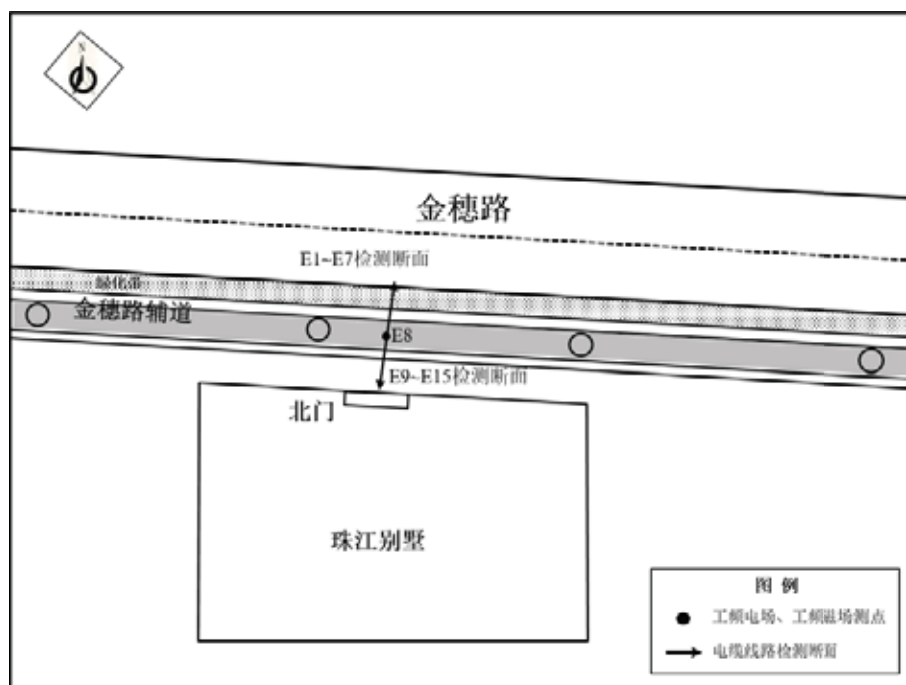 N
金穗路
E1~E7检测断面
绿化带
金穗路辅道
E8
E9~E15检测断面
北门
珠江别墅
图 例
工频电场、工频磁场测点
电缆线路检测断面